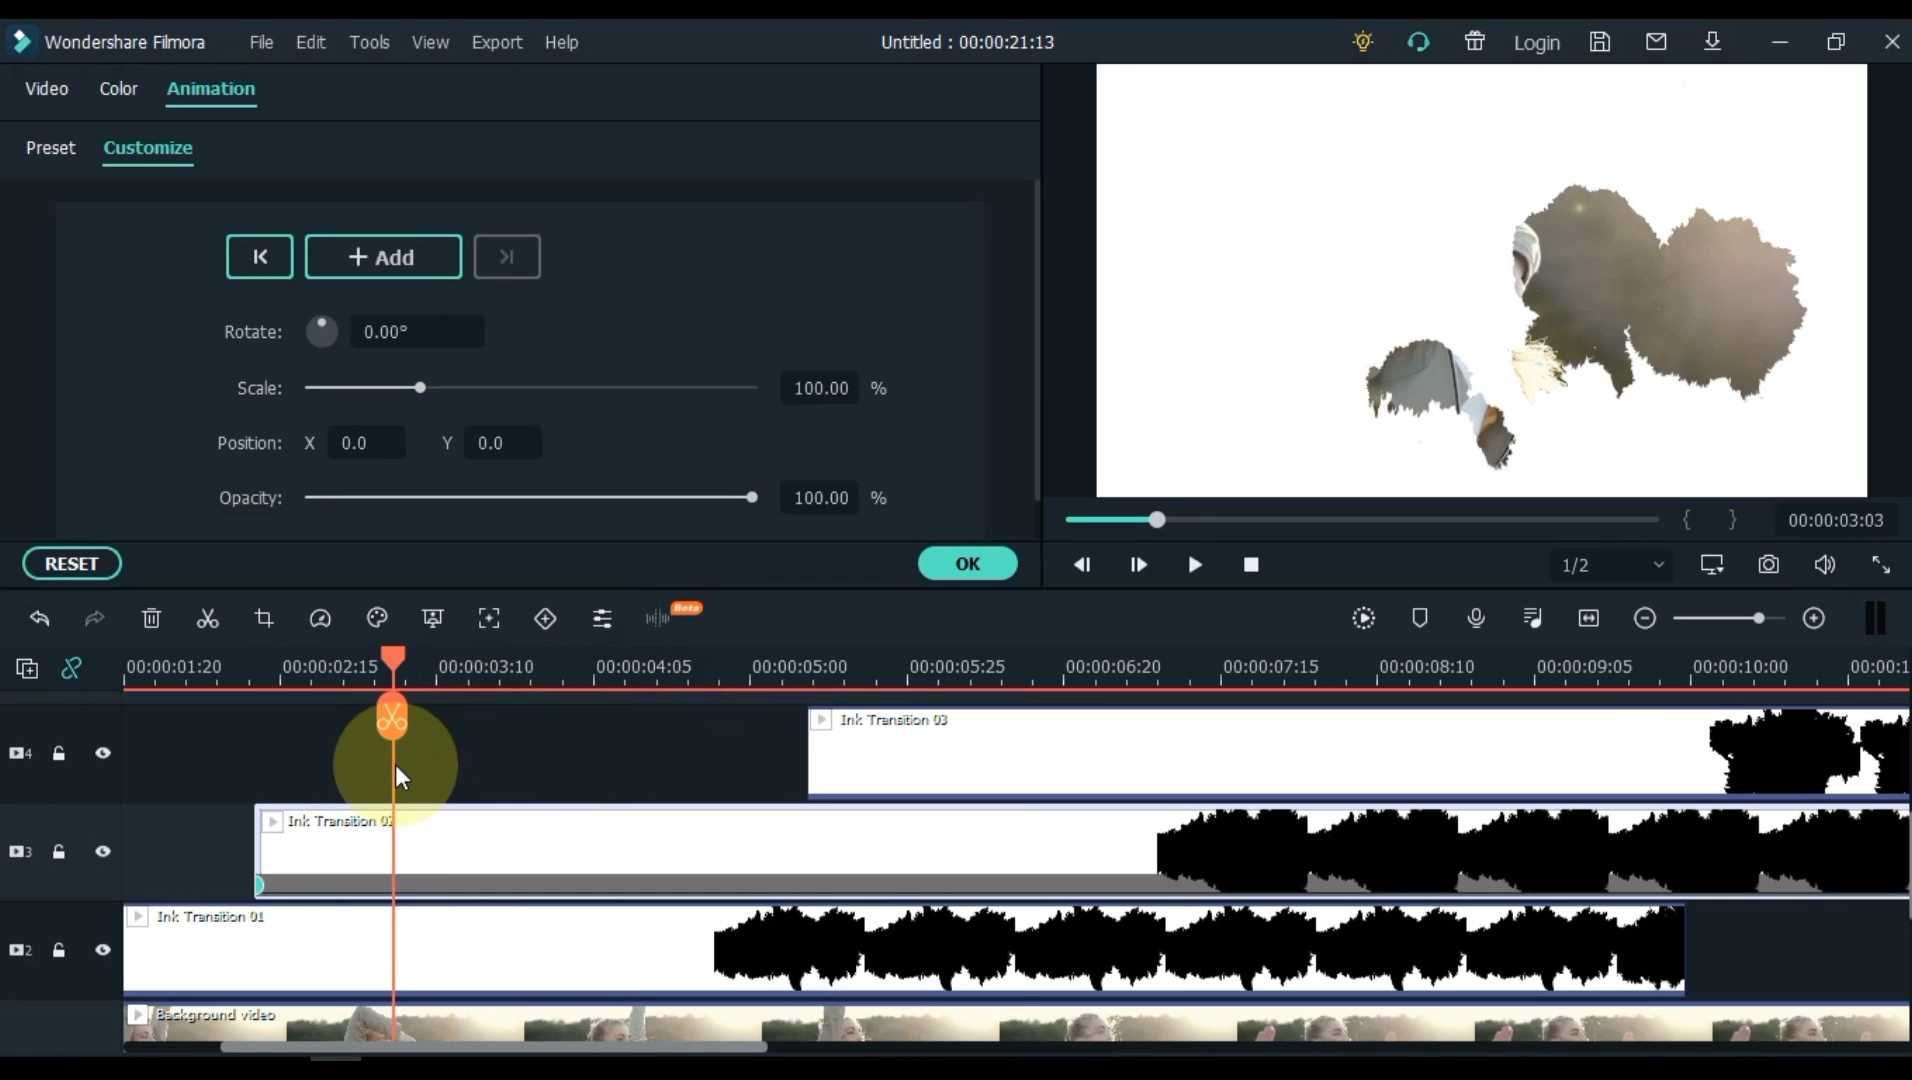 Wondershare Filmora File Edit Tools View Export Help Untitled : 00:00:21:13 Login
Video Color Animation
Preset Customize
+ Add
Rotate: 0.00°
Scale: 100.00 %
Position: X 0.0 Y 0.0
Opacity: 100.00 %
{ } 00:00:03:03
RESET OK
1/2
Beta
00:00:01:20 00:00:02:15 00:00:03:10 00:00:04:05 00:00:05:00 00:00:05:25 00:00:06:20 00:00:07:15 00:00:08:10 00:00:09:05 00:00:10:00 00:00:1
Ink Transition 03
4
Ink Transition 02
3
Ink Transition 01
2
Background video